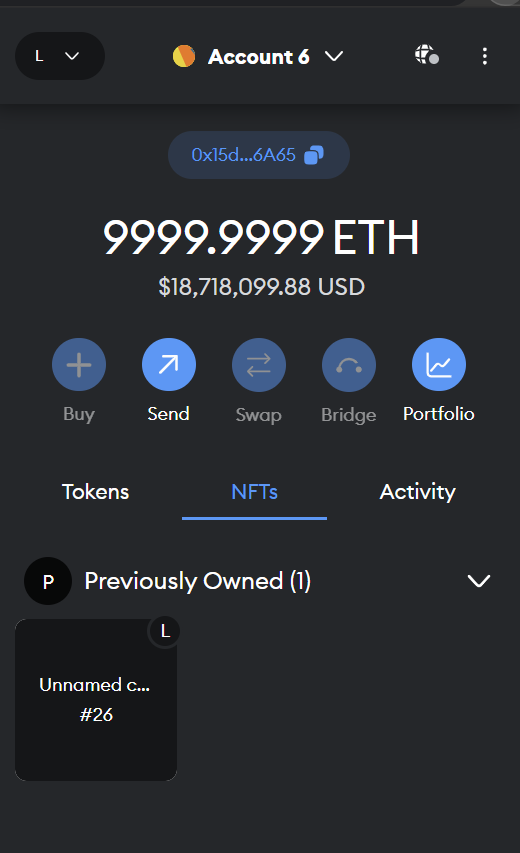 L
Account 6
0x15d...6A65
9999.9999 ETH
$18,718,099.88 USD
Buy
Send
Swap
Bridge
Portfolio
Tokens
NFTs
Activity
P
Previously Owned (1)
L
Unnamed c...
#26